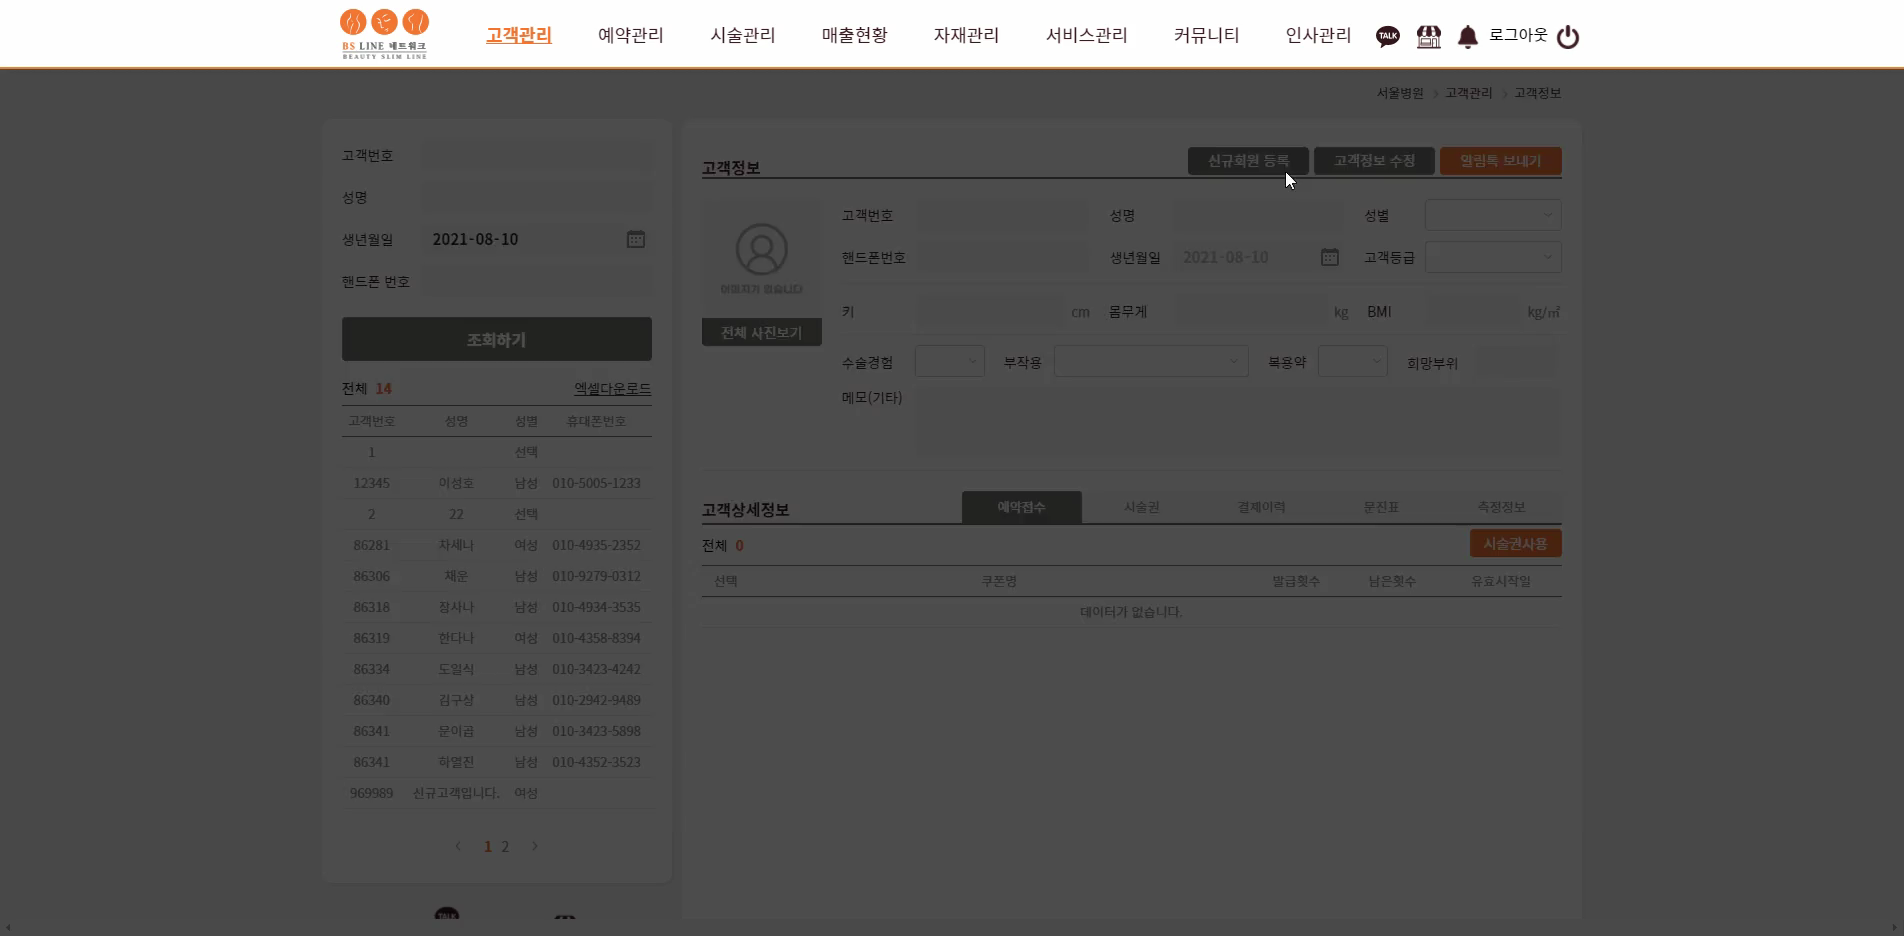 BS LINE 네트워크
BEAUTY SLIM LINE
고객관리 예약관리 시술관리 매출현황 자재관리 서비스관리 커뮤니티 인사관리 TALK 로그아웃
서울병원 > 고객관리 > 고객정보
고객번호
성명
생년월일 2021-08-10
핸드폰 번호
조회하기
전체 14 엑셀다운로드
고객번호 성명 성별 휴대폰번호
1 선택
12345 이성호 남성 010-5005-1233
2 22 선택
86281 차세나 여성 010-4935-2352
86306 채운 남성 010-9279-0312
86318 장사나 남성 010-4934-3535
86319 한다나 여성 010-4358-8394
86334 도일식 남성 010-3423-4242
86340 김구상 남성 010-2942-9489
86341 문이곰 남성 010-3423-5898
86341 하열진 남성 010-4352-3523
969989 신규고객입니다. 여성
< 1 2 >
TALK
고객정보 신규회원 등록 고객정보 수정 알림톡 보내기
이미지가 없습니다
전체 사진보기
고객번호 성명 성별
핸드폰번호 생년월일 2021-08-10 고객등급
키 cm 몸무게 kg BMI kg/㎡
수술경험 부작용 복용약 희망부위
메모(기타)
고객상세정보 예약접수 시술권 결제이력 문진표 측정정보
전체 0 시술권사용
선택 쿠폰명 발급횟수 남은횟수 유효시작일
데이터가 없습니다.